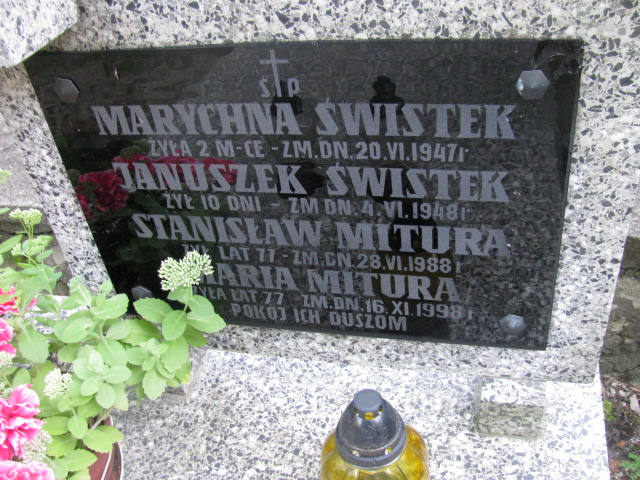 Ś P
MARYCHNA ŚWISTEK
ŻYŁA 2 M-CE - ZM. DN. 20 VI. 1947 r
JANUSZEK ŚWISTEK
ŻYŁ 10 DNI - ZM. DN. 4. VI. 1948 r
STANISŁAW MITURA
ŻYŁ LAT 77 - ZM. DN 28. VI. 1988 r
MARIA MITURA
ŻYŁA LAT 77 ZM. DN 16. XI. 1998 r
POKÓJ ICH DUSZOM